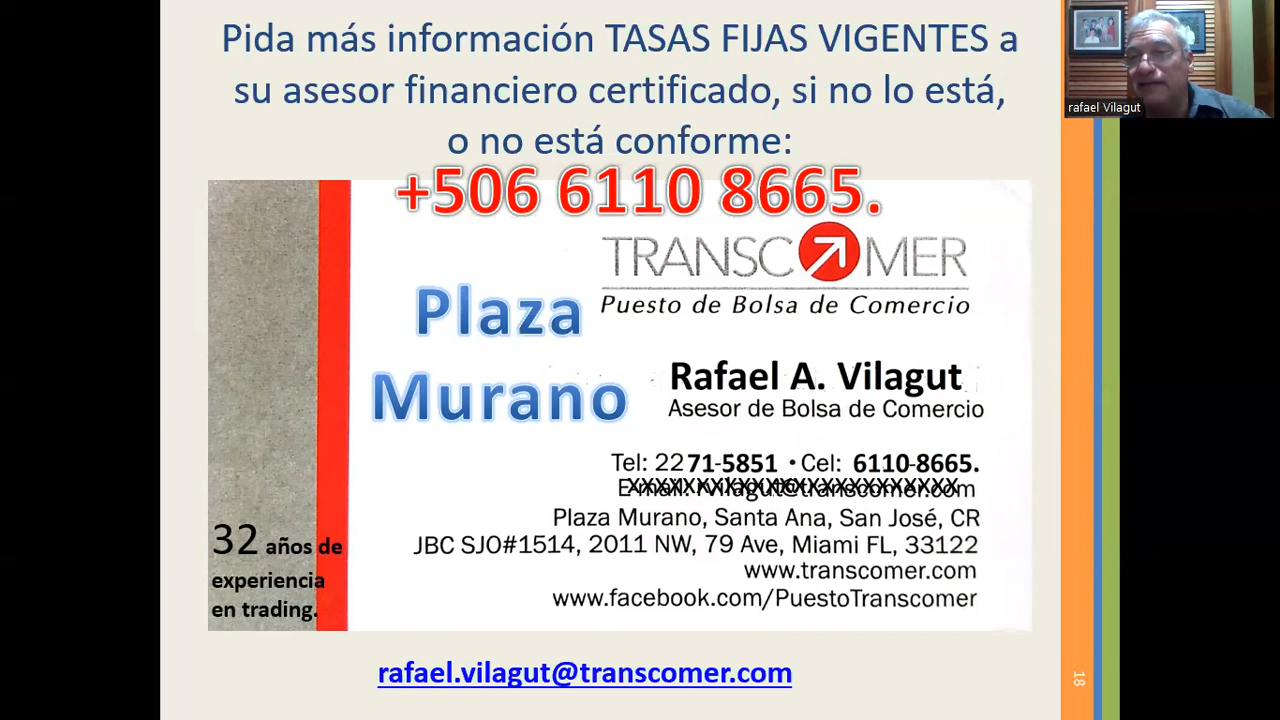 Pida más información TASAS FIJAS VIGENTES a
su asesor financiero certificado, si no lo está,
o no está conforme:
+506 6110 8665.
TRANSCOMER
Puesto de Bolsa de Comercio
Plaza
Murano
Rafael A. Vilagut
Asesor de Bolsa de Comercio
Tel: 2271-5851 • Cel: 6110-8665.
E-mail: rvilagut@transcomer.com
Plaza Murano, Santa Ana, San José, CR
JBC SJO#1514, 2011 NW, 79 Ave, Miami FL, 33122
www.transcomer.com
www.facebook.com/PuestoTranscomer
32 años de
experiencia
en trading.
rafael.vilagut@transcomer.com
18
rafael Vilagut